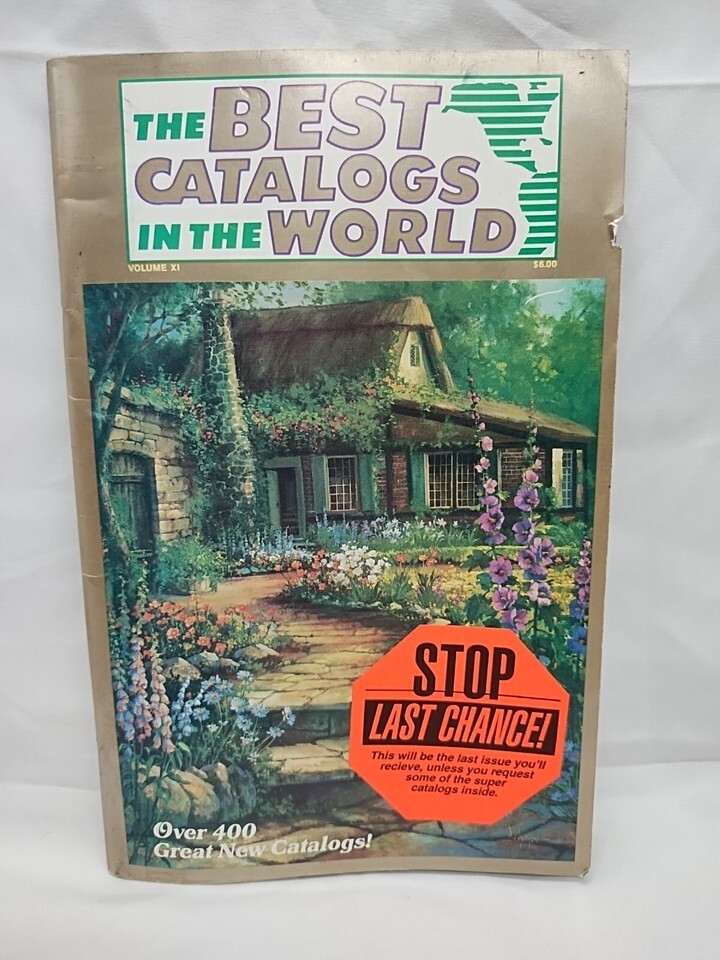 THE BEST
CATALOGS
IN THE WORLD
VOLUME XI
$6.00
STOP
LAST CHANCE!
This will be the last issue you'll
recieve, unless you request
some of the super
catalogs inside.
Over 400
Great New Catalogs!